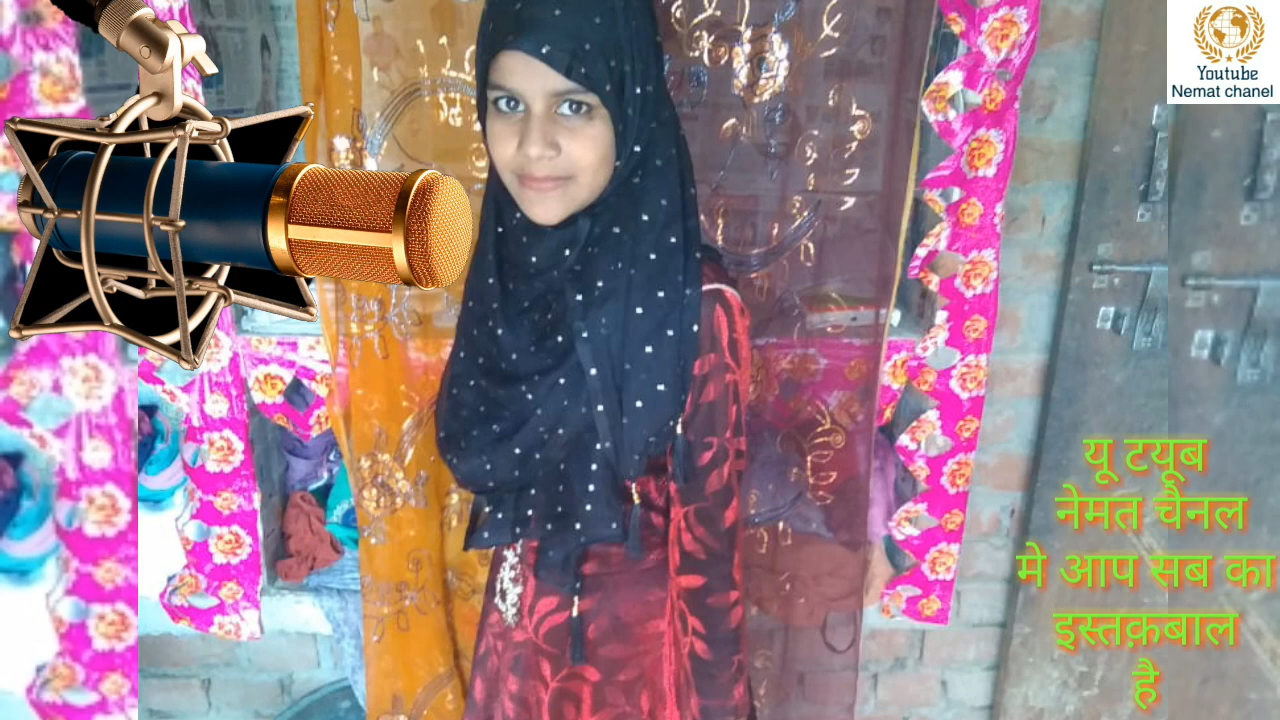 Youtube
Nemat chanel
यू टयूब
नेमत चैनल
मे आप सब का
इस्तक़बाल
है